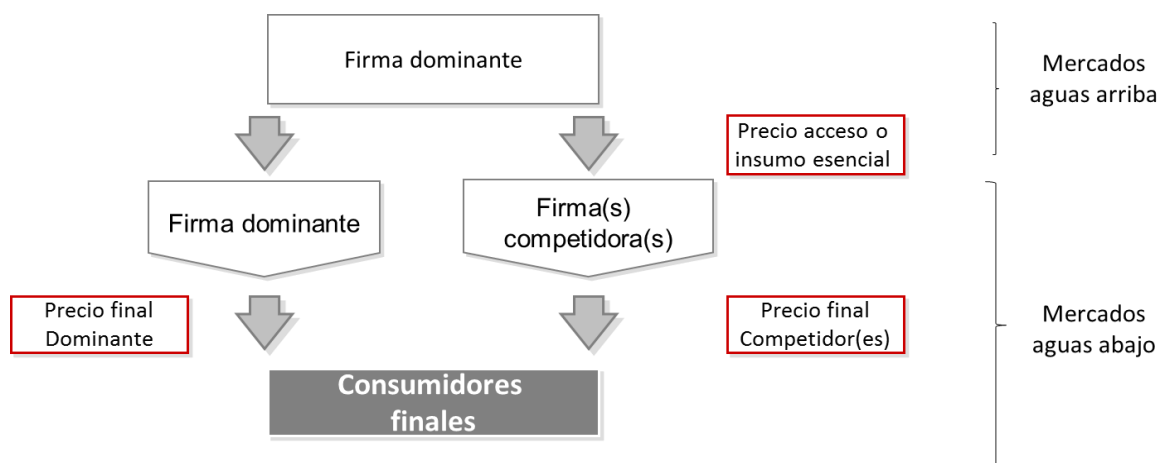 Firma dominante
Mercados
aguas arriba
Precio acceso o
insumo esencial
Firma dominante
Firma(s)
competidora(s)
Precio final
Dominante
Precio final
Competidor(es)
Mercados
aguas abajo
Consumidores
finales